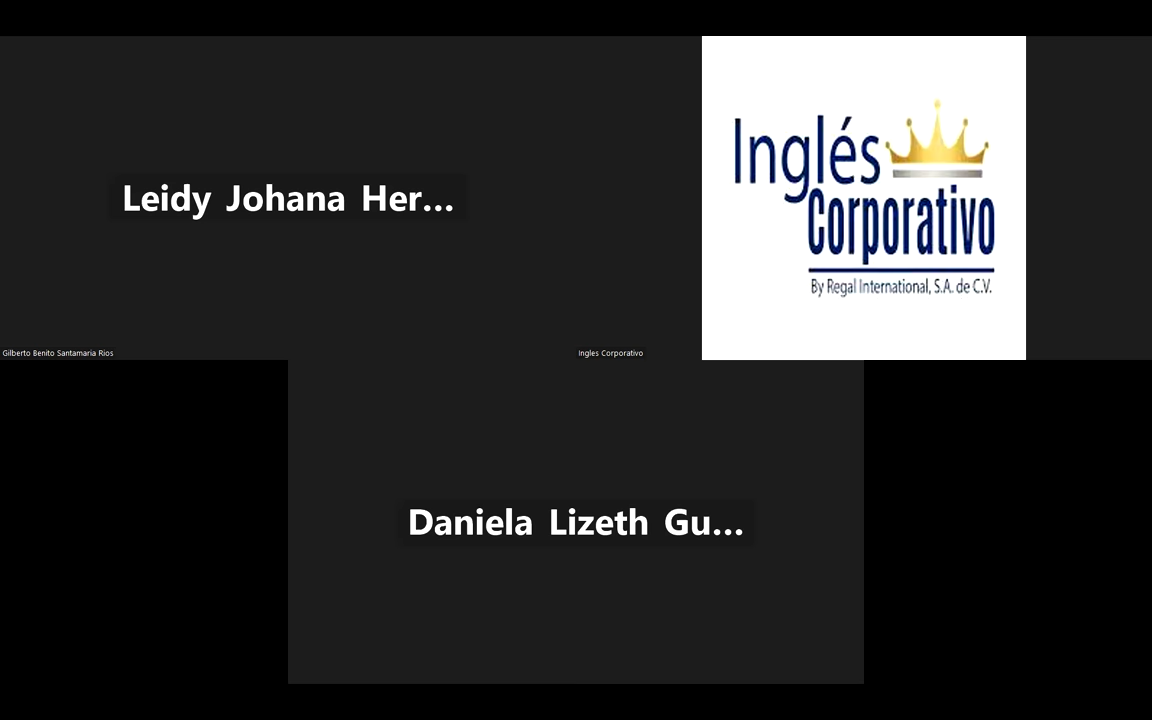 Leidy Johana Her...
Gilberto Benito Santamaria Rios
Inglés
Corporativo
By Regal International, S.A. de C.V.
Ingles Corporativo
Daniela Lizeth Gu...